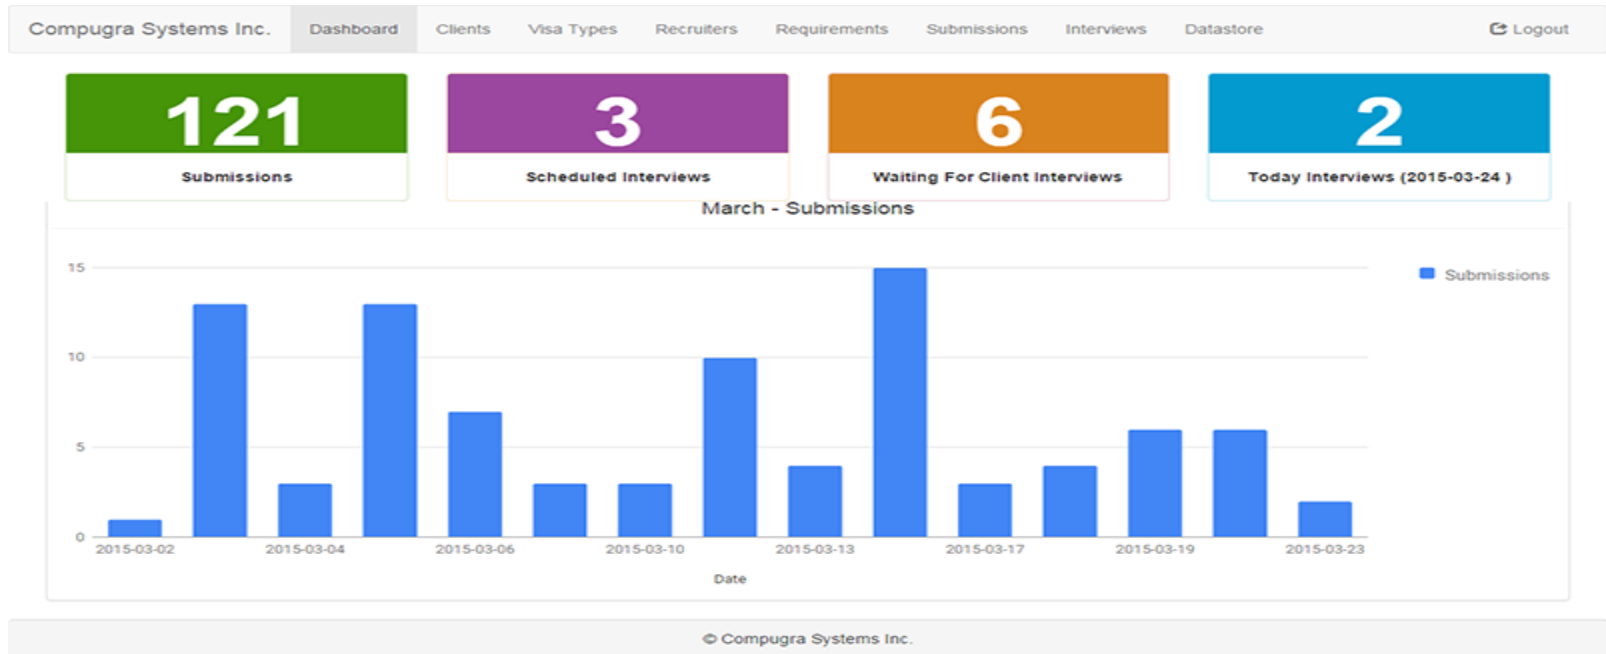 Compugra Systems Inc. Dashboard Clients Visa Types Recruiters Requirements Submissions Interviews Datastore Logout
121 3 6 2
Submissions Scheduled Interviews Waiting For Client Interviews Today Interviews (2015-03-24 )
March - Submissions
15
Submissions
10
5
0
2015-03-02 2015-03-04 2015-03-06 2015-03-10 2015-03-13 2015-03-17 2015-03-19 2015-03-23
Date
© Compugra Systems Inc.